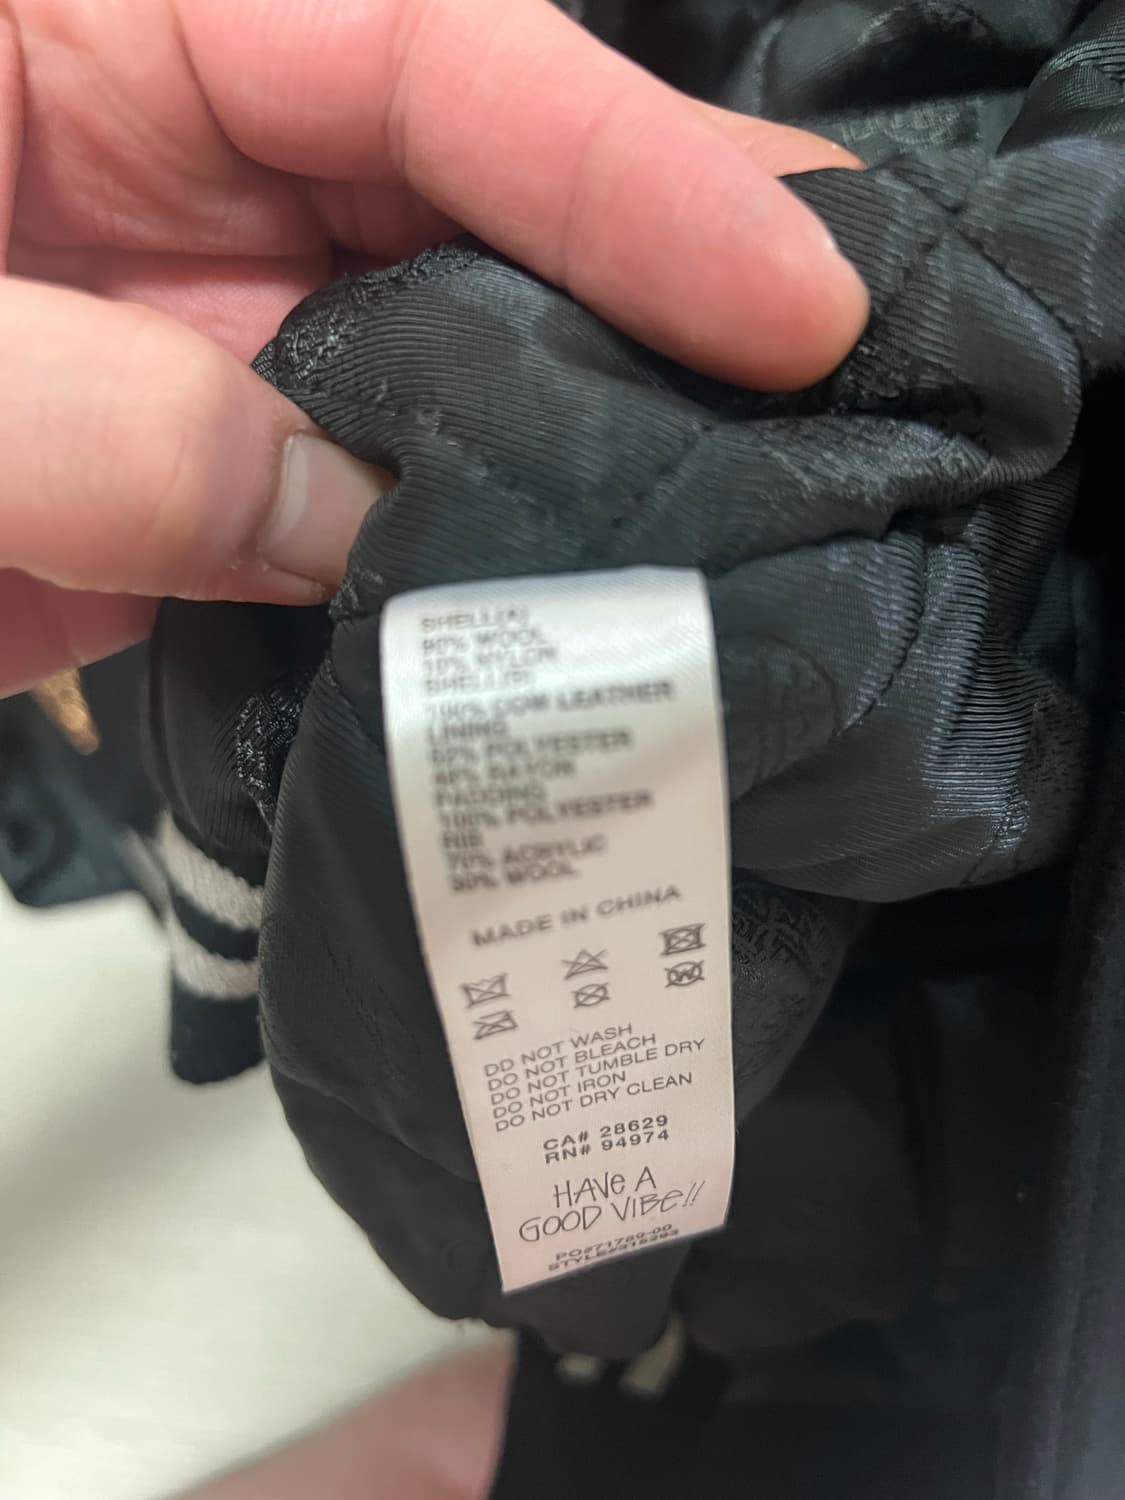 SHELL(A)
90% WOOL
10% NYLON
SHELL(B)
100% COW LEATHER
LINING
52% POLYESTER
48% RAYON
PADDING
100% POLYESTER
RIB
70% ACRYLIC
30% WOOL
MADE IN CHINA
W
DO NOT WASH
DO NOT BLEACH
DO NOT TUMBLE DRY
DO NOT IRON
DO NOT DRY CLEAN
CA# 28629
RN# 94974
HAVe A
GOOD VIBe!!